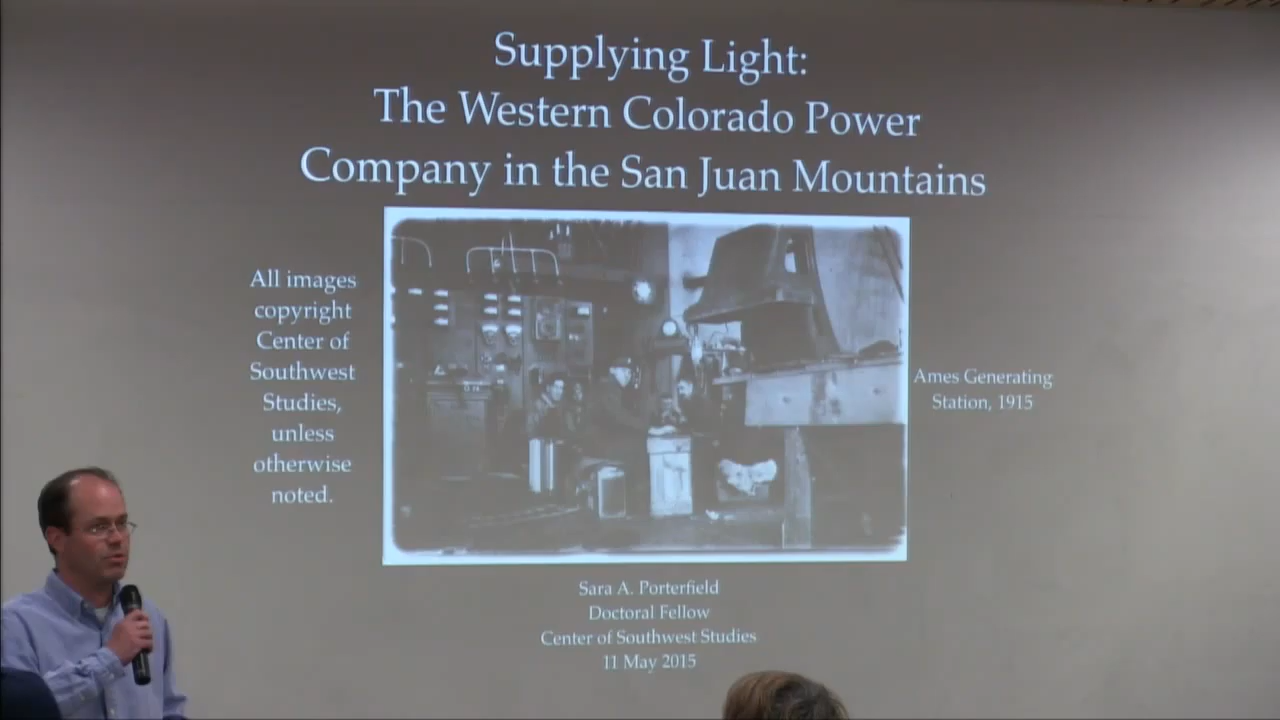 Supplying Light:
The Western Colorado Power
Company in the San Juan Mountains
All images
copyright
Center of
Southwest
Studies,
unless
otherwise
noted.
Ames Generating
Station, 1915
Sara A. Porterfield
Doctoral Fellow
Center of Southwest Studies
11 May 2015